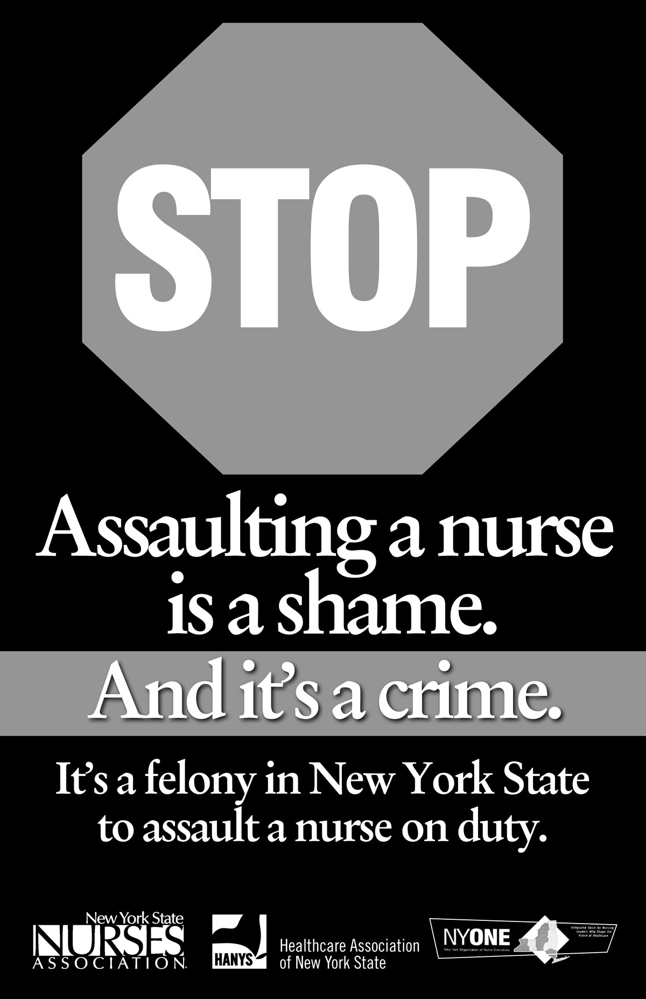 STOP
Assaulting a nurse
is a shame.
And it’s a crime.
It’s a felony in New York State
to assault a nurse on duty.
New York State
NURSES
ASSOCIATION
HANYS
Healthcare Association
of New York State
NYONE
New York Organization of Nurse Executives
Integrated Voice for Nursing
Leaders Who Shape the
Future of Healthcare